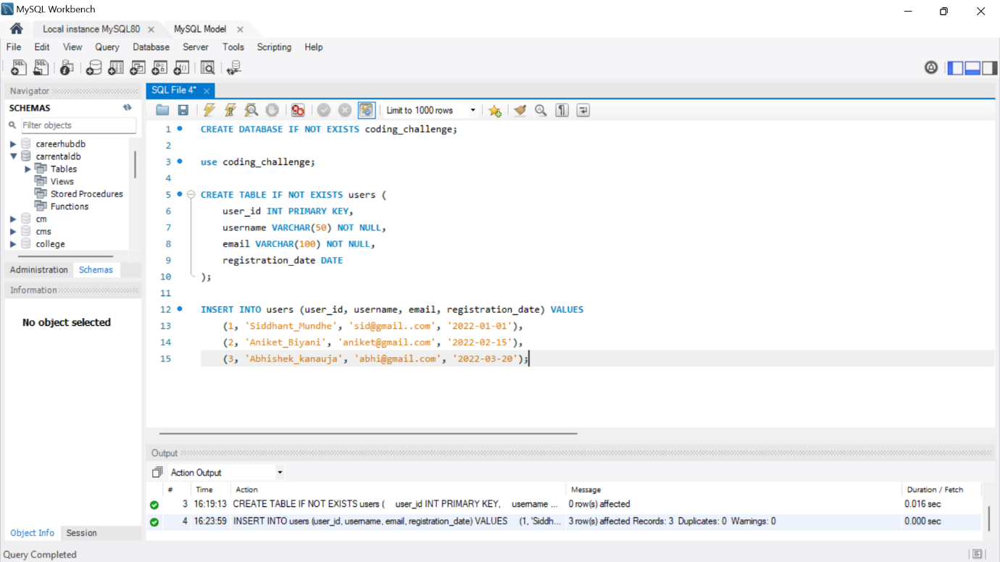 MySQL Workbench
Local instance MySQL80
MySQL Model
File Edit View Query Database Server Tools Scripting Help
Navigator
SCHEMAS
Filter objects
careerhubdb
carrentaldb
Tables
Views
Stored Procedures
Functions
cm
cms
college
Administration Schemas
Information
No object selected
Object Info Session
SQL File 4*
Limit to 1000 rows
1 CREATE DATABASE IF NOT EXISTS coding_challenge;
2
3 use coding_challenge;
4
5 CREATE TABLE IF NOT EXISTS users (
6 user_id INT PRIMARY KEY,
7 username VARCHAR(50) NOT NULL,
8 email VARCHAR(100) NOT NULL,
9 registration_date DATE
10 );
11
12 INSERT INTO users (user_id, username, email, registration_date) VALUES
13 (1, 'Siddhant_Mundhe', 'sid@gmail..com', '2022-01-01'),
14 (2, 'Aniket_Biyani', 'aniket@gmail.com', '2022-02-15'),
15 (3, 'Abhishek_kanauja', 'abhi@gmail.com', '2022-03-20');
Output
Action Output
# Time Action Message Duration / Fetch
3 16:19:13 CREATE TABLE IF NOT EXISTS users ( user_id INT PRIMARY KEY, username ... 0 row(s) affected 0.016 sec
4 16:23:59 INSERT INTO users (user_id, username, email, registration_date) VALUES (1, 'Siddh... 3 row(s) affected Records: 3 Duplicates: 0 Warnings: 0 0.000 sec
Query Completed